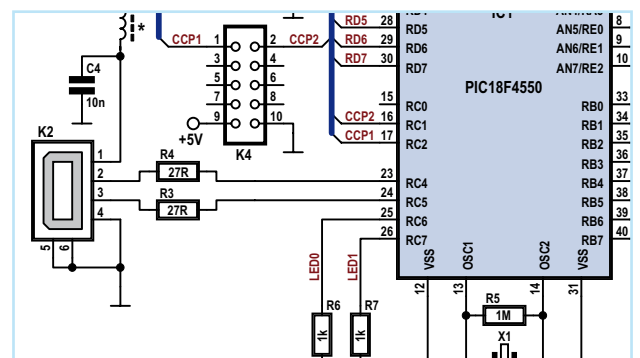 *
C4
10n
K2
1
2
3
4
5
6
R4
27R
R3
27R
CCP1
1
2
CCP2
3
4
5
6
7
8
9
10
+5V
K4
RD5
28
RD6
29
RD7
30
15
CCP2
16
CCP1
17
23
24
25
26
LED0
LED1
R6
1k
R7
1k
IC1
PIC18F4550
RD5
RD6
RD7
RC0
RC1
RC2
RC4
RC5
RC6
RC7
AN5/RE0
8
AN6/RE1
9
AN7/RE2
10
RB0
33
RB1
34
RB2
35
RB3
36
RB4
37
RB5
38
RB6
39
RB7
40
VSS
OSC1
OSC2
VSS
12
13
14
31
R5
1M
X1